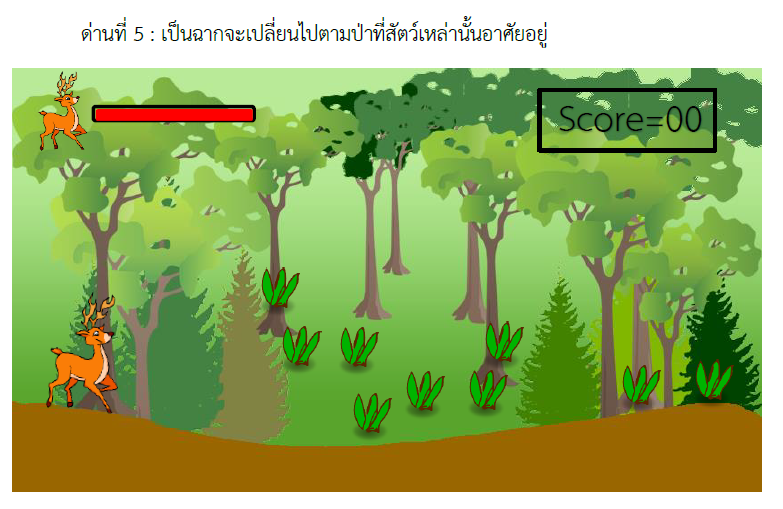 ด่านที่ 5 : เป็นฉากจะเปลี่ยนไปตามป่าที่สัตว์เหล่านั้นอาศัยอยู่
Score=00